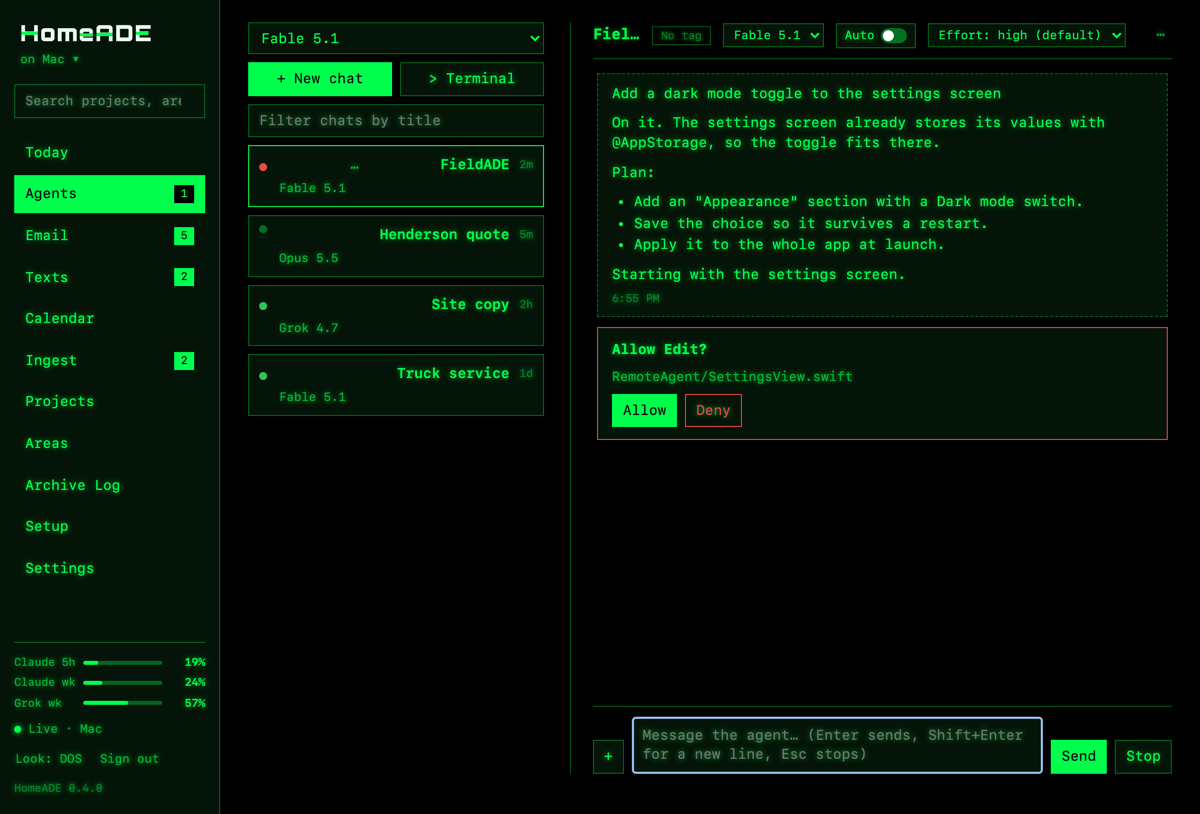 HomeADE
on Mac ▾
Search projects, are
Today
Agents 1
Email 5
Texts 2
Calendar
Ingest 2
Projects
Areas
Archive Log
Setup
Settings
Claude 5h 19%
Claude wk 24%
Grok wk 57%
Live · Mac
Look: DOS Sign out
HomeADE 0.4.0
Fable 5.1
+ New chat > Terminal
Filter chats by title
… FieldADE 2m
Fable 5.1
Henderson quote 5m
Opus 5.5
Site copy 2h
Grok 4.7
Truck service 1d
Fable 5.1
Fiel… No tag Fable 5.1 Auto Effort: high (default) …
Add a dark mode toggle to the settings screen
On it. The settings screen already stores its values with
@AppStorage, so the toggle fits there.
Plan:
• Add an "Appearance" section with a Dark mode switch.
• Save the choice so it survives a restart.
• Apply it to the whole app at launch.
Starting with the settings screen.
6:55 PM
Allow Edit?
RemoteAgent/SettingsView.swift
Allow Deny
+ Message the agent… (Enter sends, Shift+Enter
for a new line, Esc stops)
Send Stop